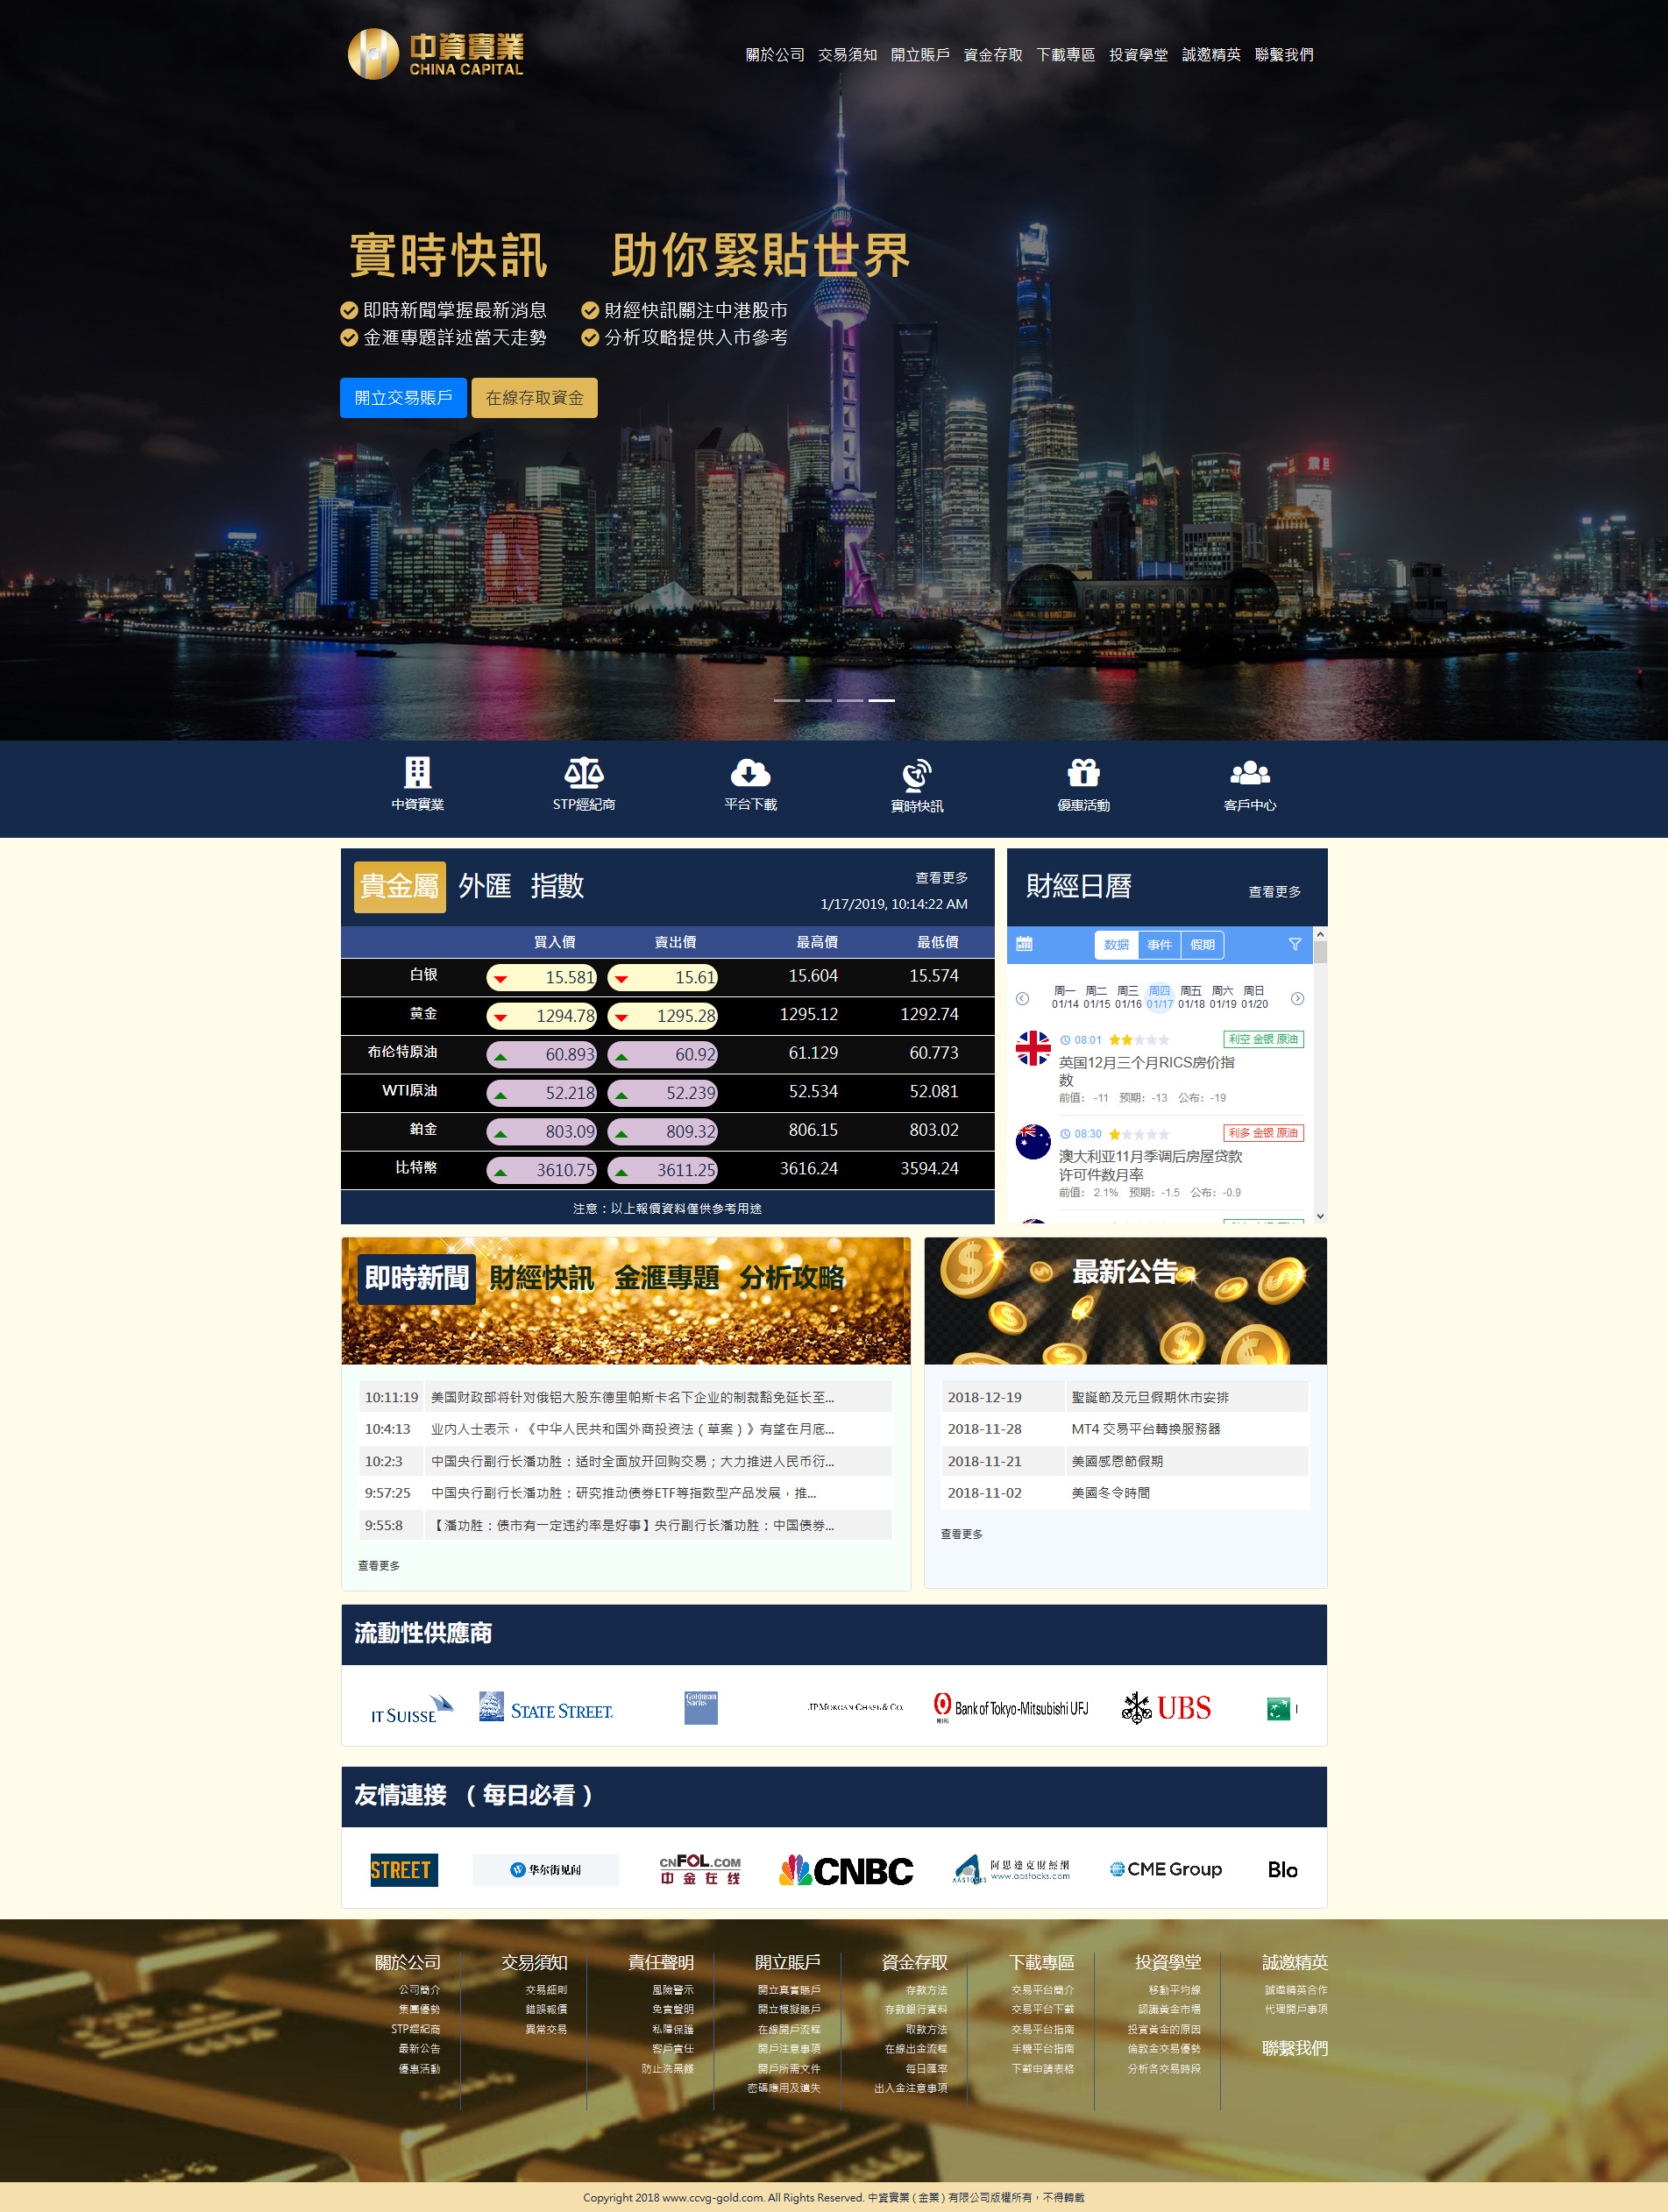 中資實業
CHINA CAPITAL
關於公司 交易須知 開立賬戶 資金存取 下載專區 投資學堂 誠邀精英 聯繫我們
實時快訊 助你緊貼世界
即時新聞掌握最新消息 財經快訊關注中港股市
金滙專題詳述當天走勢 分析攻略提供入市參考
開立交易賬戶 在線存取資金
中資實業 STP經紀商 平台下載 實時快訊 優惠活動 客戶中心
貴金屬 外匯 指數 查看更多
1/17/2019, 10:14:22 AM
買入價 賣出價 最高價 最低價
白银 15.581 15.61 15.604 15.574
黄金 1294.78 1295.28 1295.12 1292.74
布伦特原油 60.893 60.92 61.129 60.773
WTI原油 52.218 52.239 52.534 52.081
鉑金 803.09 809.32 806.15 803.02
比特幣 3610.75 3611.25 3616.24 3594.24
注意：以上報價資料僅供参考用途
財經日曆 查看更多
数据 事件 假期
周一 周二 周三 周四 周五 周六 周日
01/14 01/15 01/16 01/17 01/18 01/19 01/20
08:01 利空 金银 原油
英国12月三个月RICS房价指
数
前值： -11 预期： -13 公布： -19
08:30 利多 金银 原油
澳大利亚11月季调后房屋贷款
许可件数月率
前值： 2.1% 预期： -1.5 公布： -0.9
即時新聞 財經快訊 金滙專題 分析攻略
10:11:19 美国财政部将针对俄铝大股东德里帕斯卡名下企业的制裁豁免延长至...
10:4:13 业内人士表示，《中华人民共和国外商投资法（草案）》有望在月底...
10:2:3 中国央行副行长潘功胜：适时全面放开回购交易；大力推进人民币衍...
9:57:25 中国央行副行长潘功胜：研究推动债券ETF等指数型产品发展，推...
9:55:8 【潘功胜：债市有一定违约率是好事】央行副行长潘功胜：中国债券...
查看更多
最新公告
2018-12-19 聖誕節及元旦假期休市安排
2018-11-28 MT4 交易平台轉換服務器
2018-11-21 美國感恩節假期
2018-11-02 美國冬令時間
查看更多
流動性供應商
IT SUISSE STATE STREET. Goldman Sachs JPMORGAN CHASE & CO. MUFG Bank of Tokyo-Mitsubishi UFJ UBS
友情連接 （ 每日必看 ）
STREET 华尔街见闻 CNFOL.COM 中金在线 CNBC AASTOCKS 阿思達克財經網 www.aastocks.com CME Group Blo
關於公司
公司簡介
集團優勢
STP經紀商
最新公告
優惠活動
交易須知
交易細則
錯誤報價
異常交易
責任聲明
風險警示
免責聲明
私隱保護
客戶責任
防止洗黑錢
開立賬戶
開立真實賬戶
開立模擬賬戶
在線開戶流程
開戶注意事項
開戶所需文件
密碼應用及遺失
資金存取
存款方法
存款銀行資料
取款方法
在線出金流程
每日匯率
出入金注意事項
下載專區
交易平台簡介
交易平台下載
交易平台指南
手機平台指南
下載申請表格
投資學堂
移動平均線
認識黃金市場
投資黃金的原因
倫敦金交易優勢
分析各交易時段
誠邀精英
誠邀精英合作
代理開戶事項
聯繫我們
Copyright 2018 www.ccvg-gold.com. All Rights Reserved. 中資實業 ( 金業 ) 有限公司版權所有，不得轉載